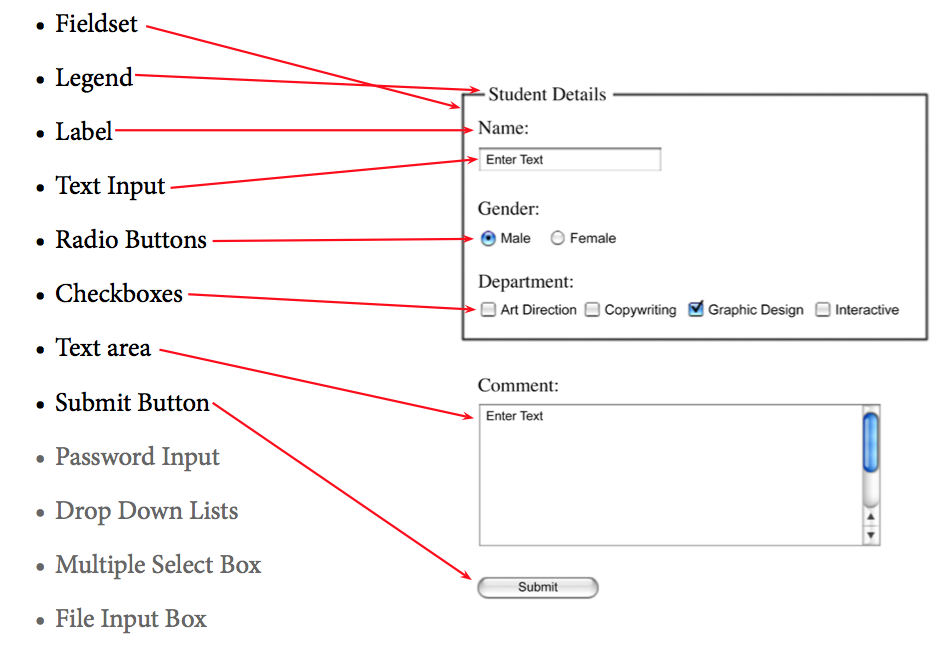 • Fieldset
• Legend
• Label
• Text Input
• Radio Buttons
• Checkboxes
• Text area
• Submit Button
• Password Input
• Drop Down Lists
• Multiple Select Box
• File Input Box
Student Details
Name:
Enter Text
Gender:
Male Female
Department:
Art Direction Copywriting Graphic Design Interactive
Comment:
Enter Text
Submit